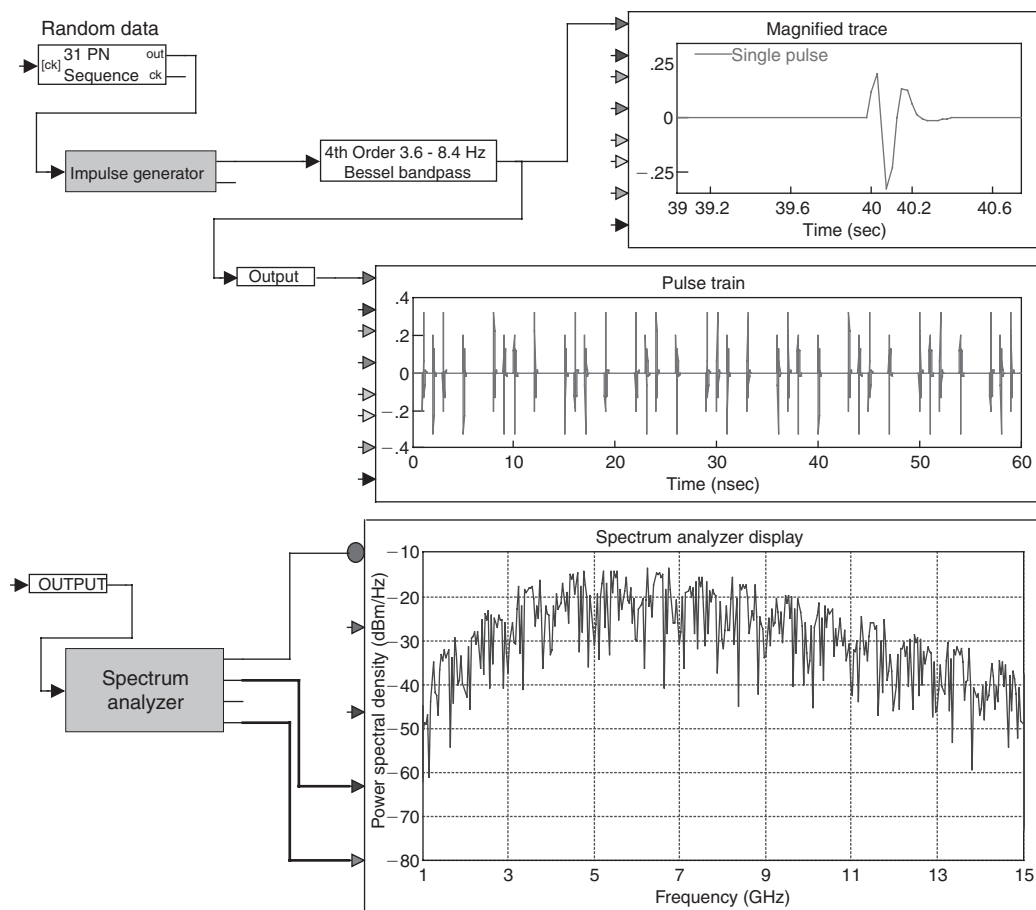 Random data
[ck] 31 PN out
Sequence ck
Impulse generator
4th Order 3.6 - 8.4 Hz
Bessel bandpass
Magnified trace
Single pulse
.25
0
−.25
39 39.2 39.6 40 40.2 40.6
Time (sec)
Output
Pulse train
.4
.2
0
−.2
−.4
0 10 20 30 40 50 60
Time (nsec)
OUTPUT
Spectrum
analyzer
Spectrum analyzer display
Power spectral density (dBm/Hz)
−10
−20
−30
−40
−50
−60
−70
−80
1 3 5 7 9 11 13 15
Frequency (GHz)